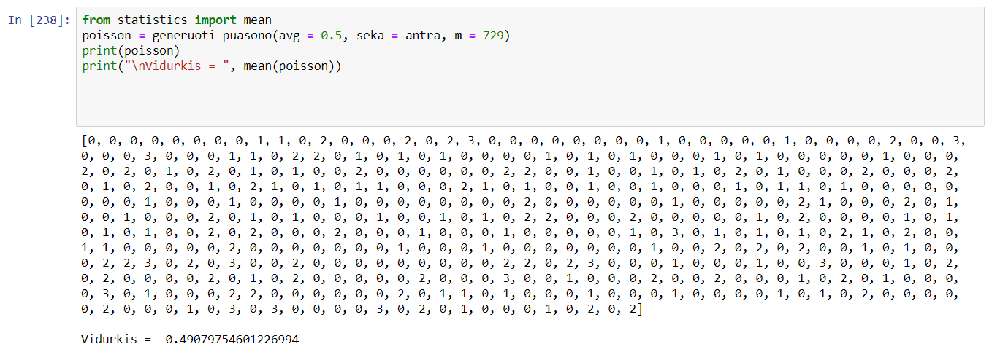 In [238]: from statistics import mean
poisson = generuoti_puasono(avg = 0.5, seka = antra, m = 729)
print(poisson)
print("\nVidurkis = ", mean(poisson))
[0, 0, 0, 0, 0, 0, 0, 0, 1, 1, 0, 2, 0, 0, 0, 2, 0, 2, 3, 0, 0, 0, 0, 0, 0, 0, 0, 1, 0, 0, 0, 0, 0, 1, 0, 0, 0, 0, 2, 0, 0, 3,
0, 0, 0, 3, 0, 0, 0, 1, 1, 0, 2, 2, 0, 1, 0, 1, 0, 1, 0, 0, 0, 0, 1, 0, 1, 0, 1, 0, 0, 0, 1, 0, 1, 0, 0, 0, 0, 0, 1, 0, 0, 0,
2, 0, 2, 0, 1, 0, 2, 0, 1, 0, 1, 0, 0, 2, 0, 0, 0, 0, 0, 0, 2, 2, 0, 0, 1, 0, 0, 1, 0, 1, 0, 2, 0, 1, 0, 0, 0, 2, 0, 0, 0, 2,
0, 1, 0, 2, 0, 0, 1, 0, 2, 1, 0, 1, 0, 1, 1, 0, 0, 0, 2, 1, 0, 1, 0, 0, 1, 0, 0, 1, 0, 0, 0, 1, 0, 1, 1, 0, 1, 0, 0, 0, 0, 0,
0, 0, 0, 1, 0, 0, 0, 1, 0, 0, 0, 0, 1, 0, 0, 0, 0, 0, 0, 0, 0, 2, 0, 0, 0, 0, 0, 0, 1, 0, 0, 0, 0, 0, 2, 1, 0, 0, 0, 2, 0, 1,
0, 0, 1, 0, 0, 0, 2, 0, 1, 0, 1, 0, 0, 0, 1, 0, 0, 1, 0, 1, 0, 2, 2, 0, 0, 0, 2, 0, 0, 0, 0, 0, 1, 0, 2, 0, 0, 0, 0, 1, 0, 1,
0, 1, 0, 1, 0, 0, 2, 0, 2, 0, 0, 0, 2, 0, 0, 0, 1, 0, 0, 0, 1, 0, 0, 0, 0, 0, 1, 0, 3, 0, 1, 0, 1, 0, 1, 0, 2, 1, 0, 2, 0, 0,
1, 1, 0, 0, 0, 0, 0, 2, 0, 0, 0, 0, 0, 0, 0, 1, 0, 0, 0, 1, 0, 0, 0, 0, 0, 0, 0, 1, 0, 0, 2, 0, 2, 0, 2, 0, 0, 1, 0, 1, 0, 0,
0, 2, 2, 3, 0, 2, 0, 3, 0, 0, 2, 0, 0, 0, 0, 0, 0, 0, 0, 0, 2, 2, 0, 2, 3, 0, 0, 0, 1, 0, 0, 0, 1, 0, 0, 3, 0, 0, 0, 1, 0, 2,
0, 2, 0, 0, 0, 0, 2, 0, 1, 0, 2, 0, 0, 0, 0, 0, 2, 0, 0, 0, 3, 0, 0, 1, 0, 0, 0, 2, 0, 0, 2, 0, 0, 0, 1, 0, 2, 0, 1, 0, 0, 0,
0, 3, 0, 1, 0, 0, 0, 2, 2, 0, 0, 0, 0, 0, 0, 2, 0, 1, 1, 0, 1, 0, 0, 0, 1, 0, 0, 0, 1, 0, 0, 0, 0, 1, 0, 1, 0, 2, 0, 0, 0, 0,
0, 2, 0, 0, 0, 1, 0, 3, 0, 3, 0, 0, 0, 0, 3, 0, 2, 0, 1, 0, 0, 0, 1, 0, 2, 0, 2]
Vidurkis =  0.49079754601226994